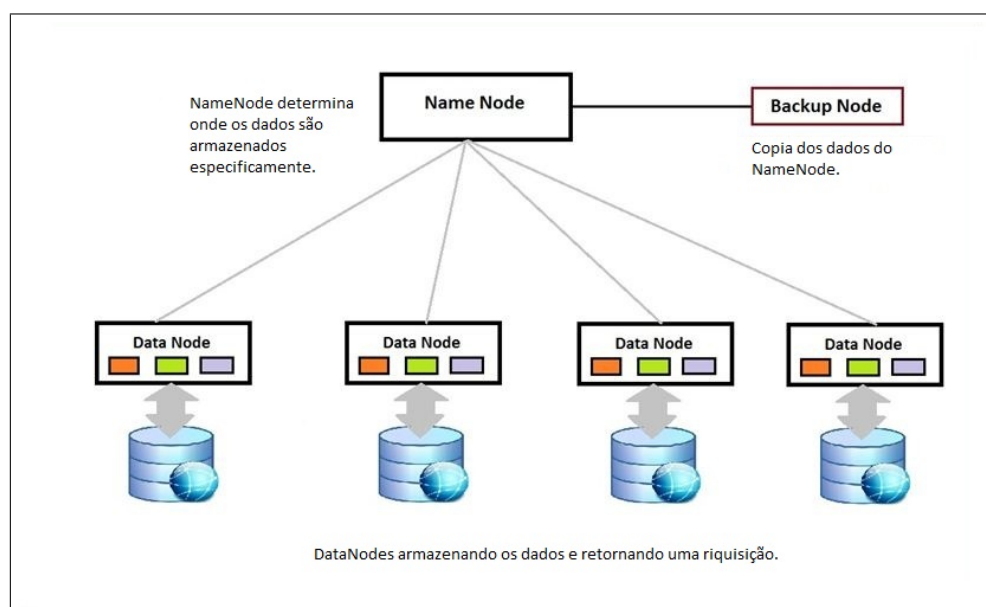 Name Node
Backup Node
NameNode determina
onde os dados são
armazenados
especificamente.
Copia dos dados do
NameNode.
Data Node
Data Node
Data Node
Data Node
DataNodes armazenando os dados e retornando uma riquisição.